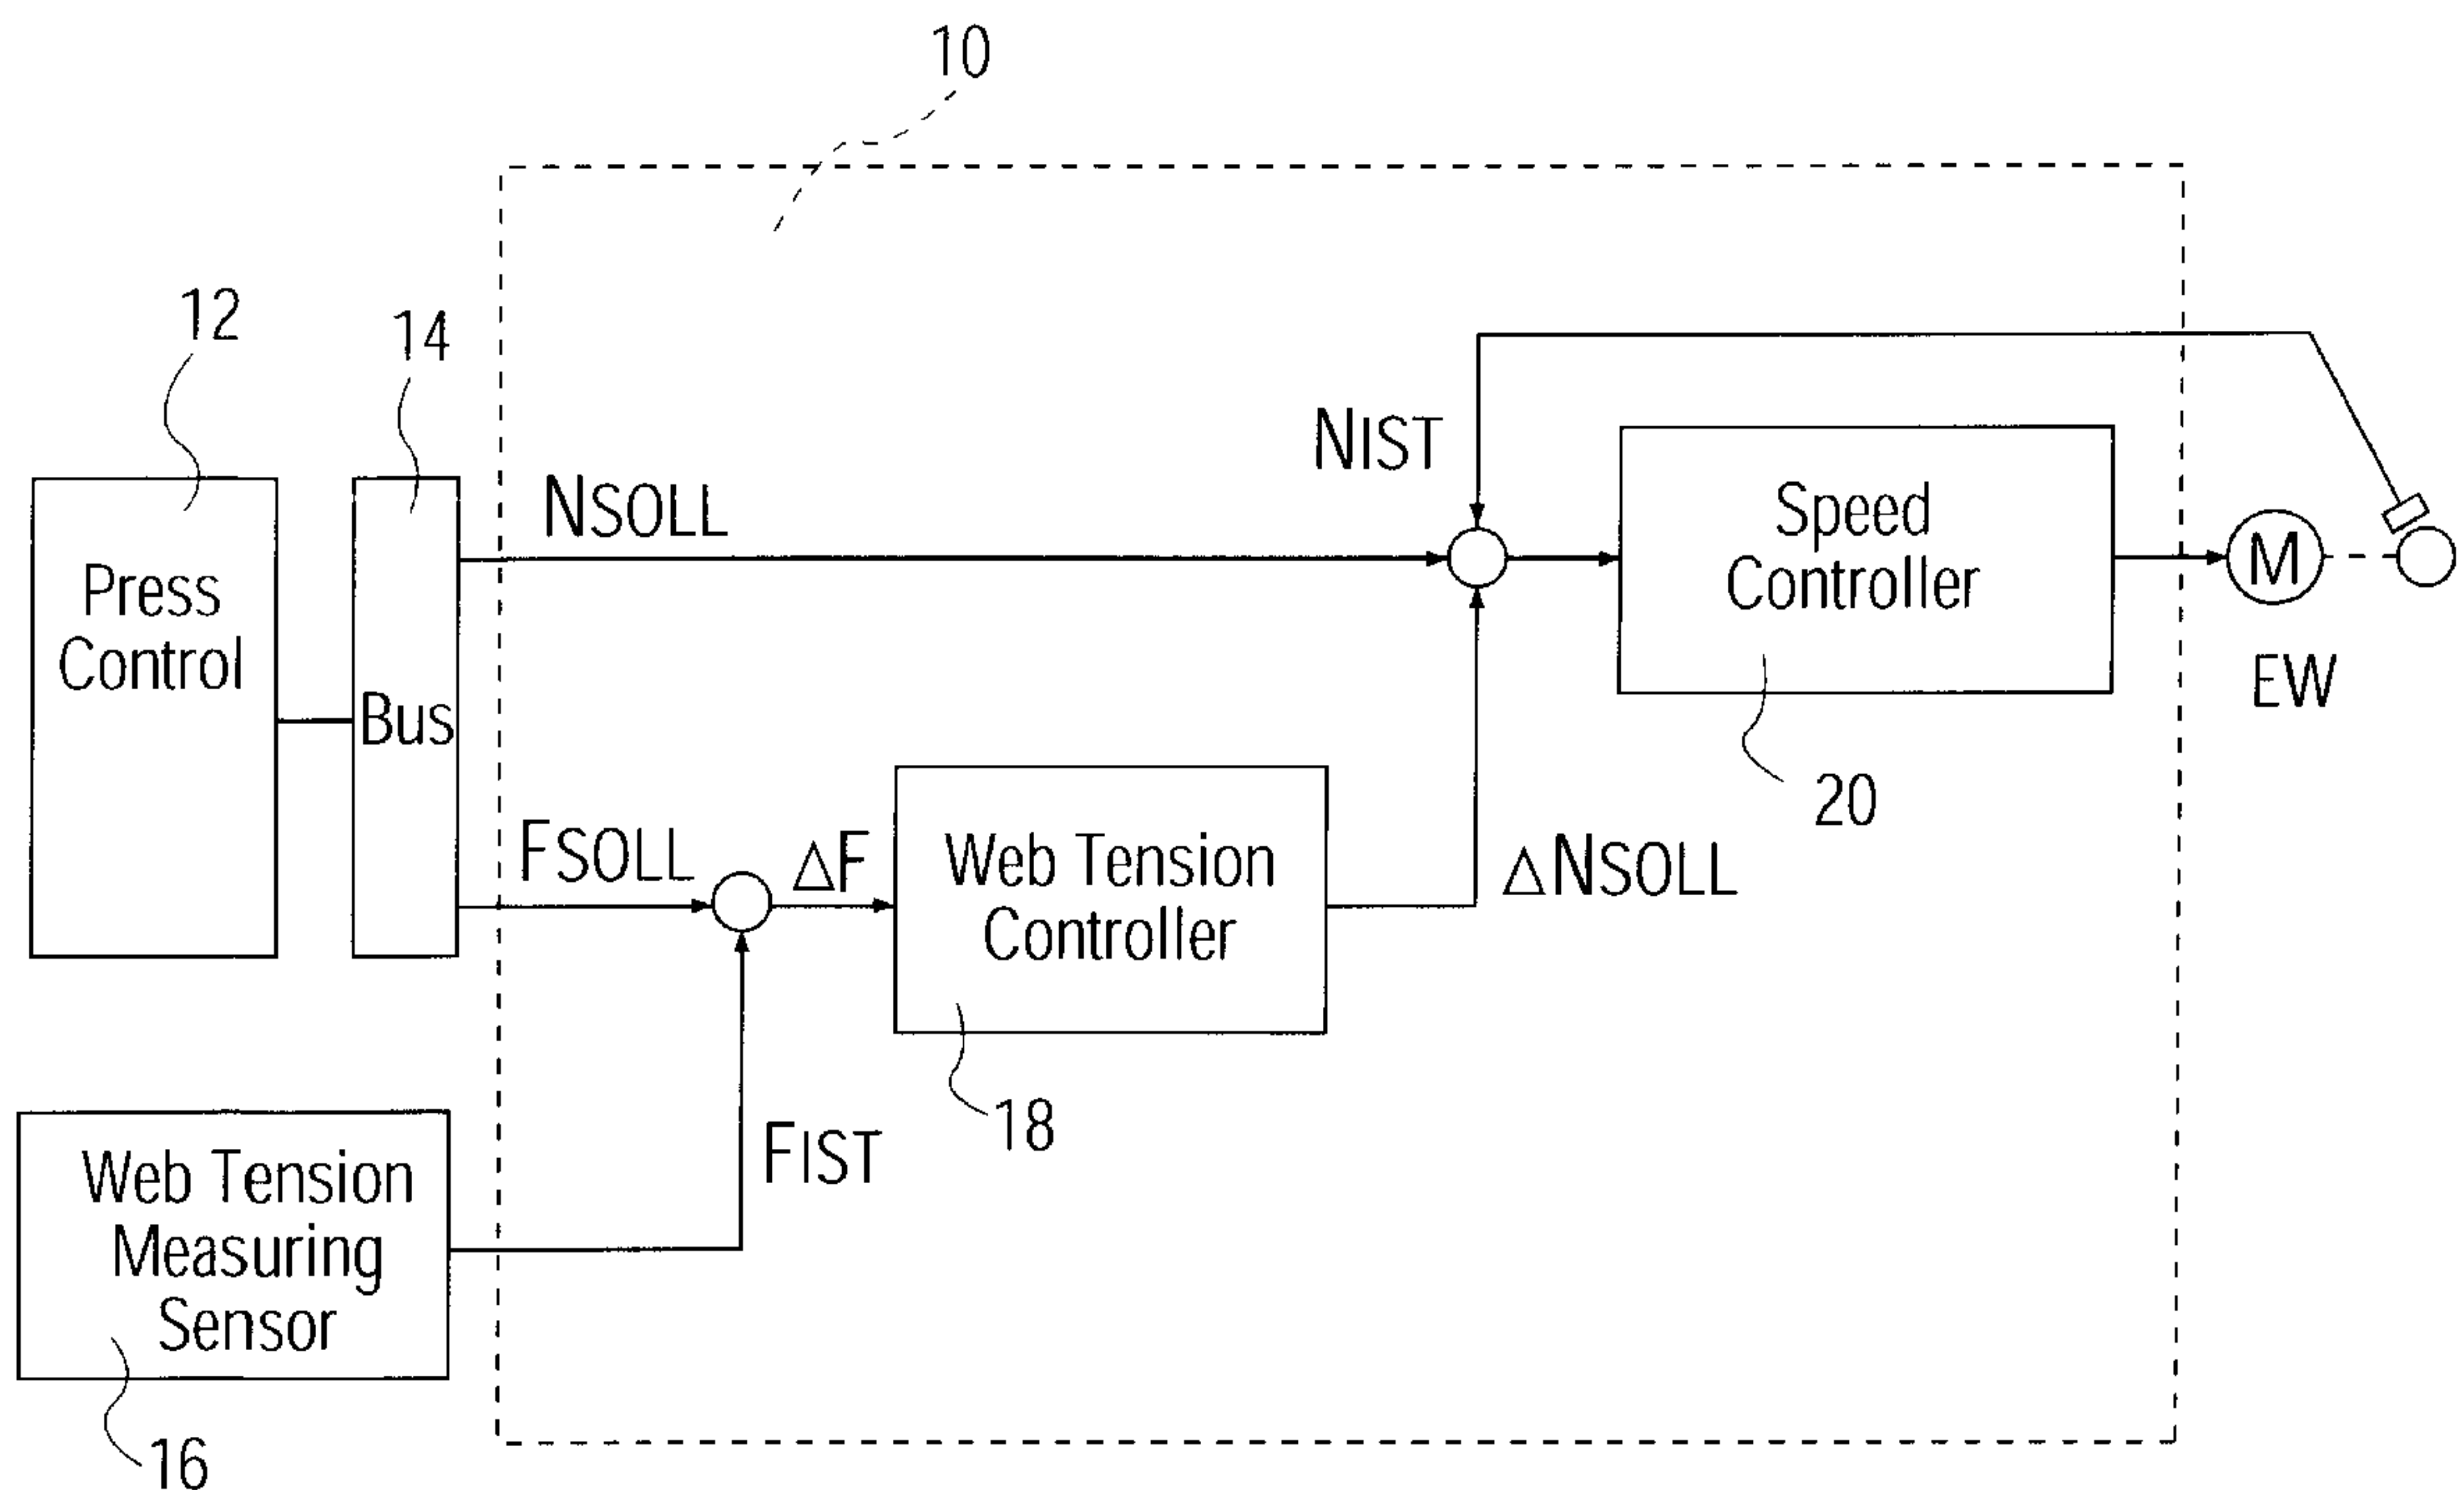 10
12
14
NIST
NSOLL
Speed
Controller
M
Press
Control
Bus
EW
20
FSOLL
ΔF
Web Tension
Controller
ΔNSOLL
18
FIST
Web Tension
Measuring
Sensor
16